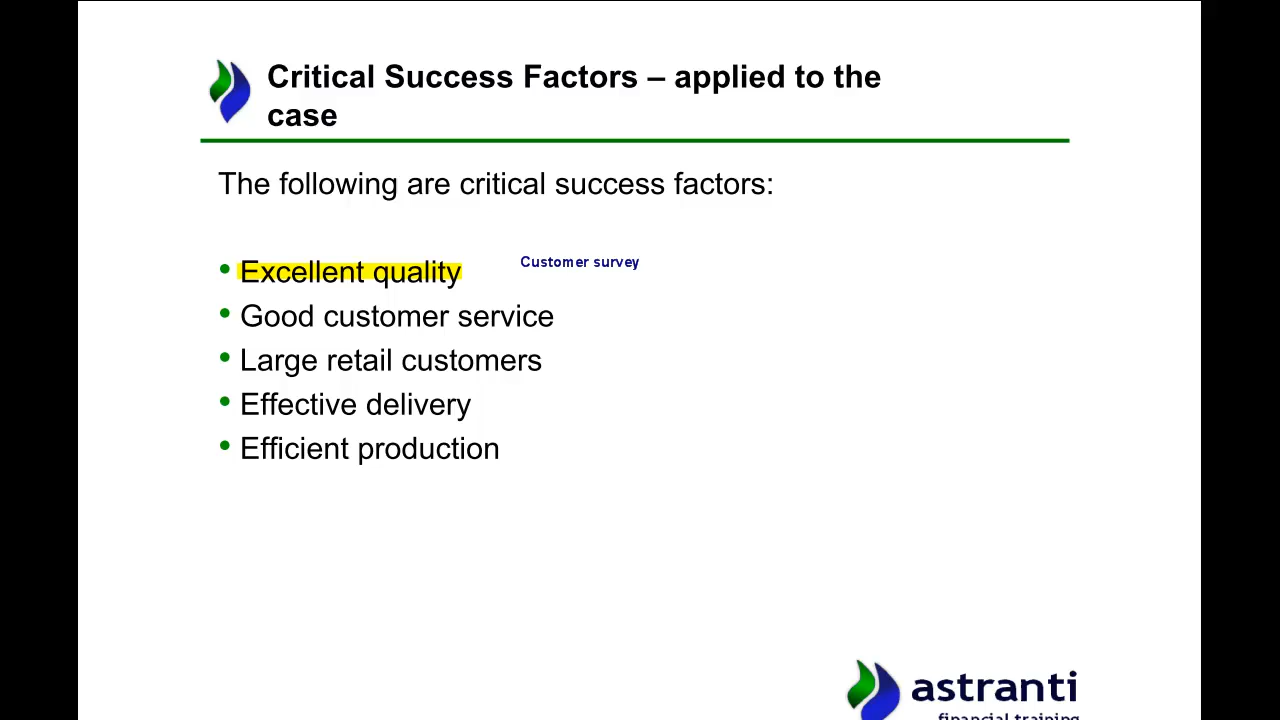 Critical Success Factors – applied to the
case
The following are critical success factors:
• Excellent quality
Customer survey
• Good customer service
• Large retail customers
• Effective delivery
• Efficient production
astranti
financial training